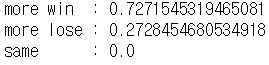 more win  : 0.7271545319465081
more lose : 0.2728454680534918
same      : 0.0